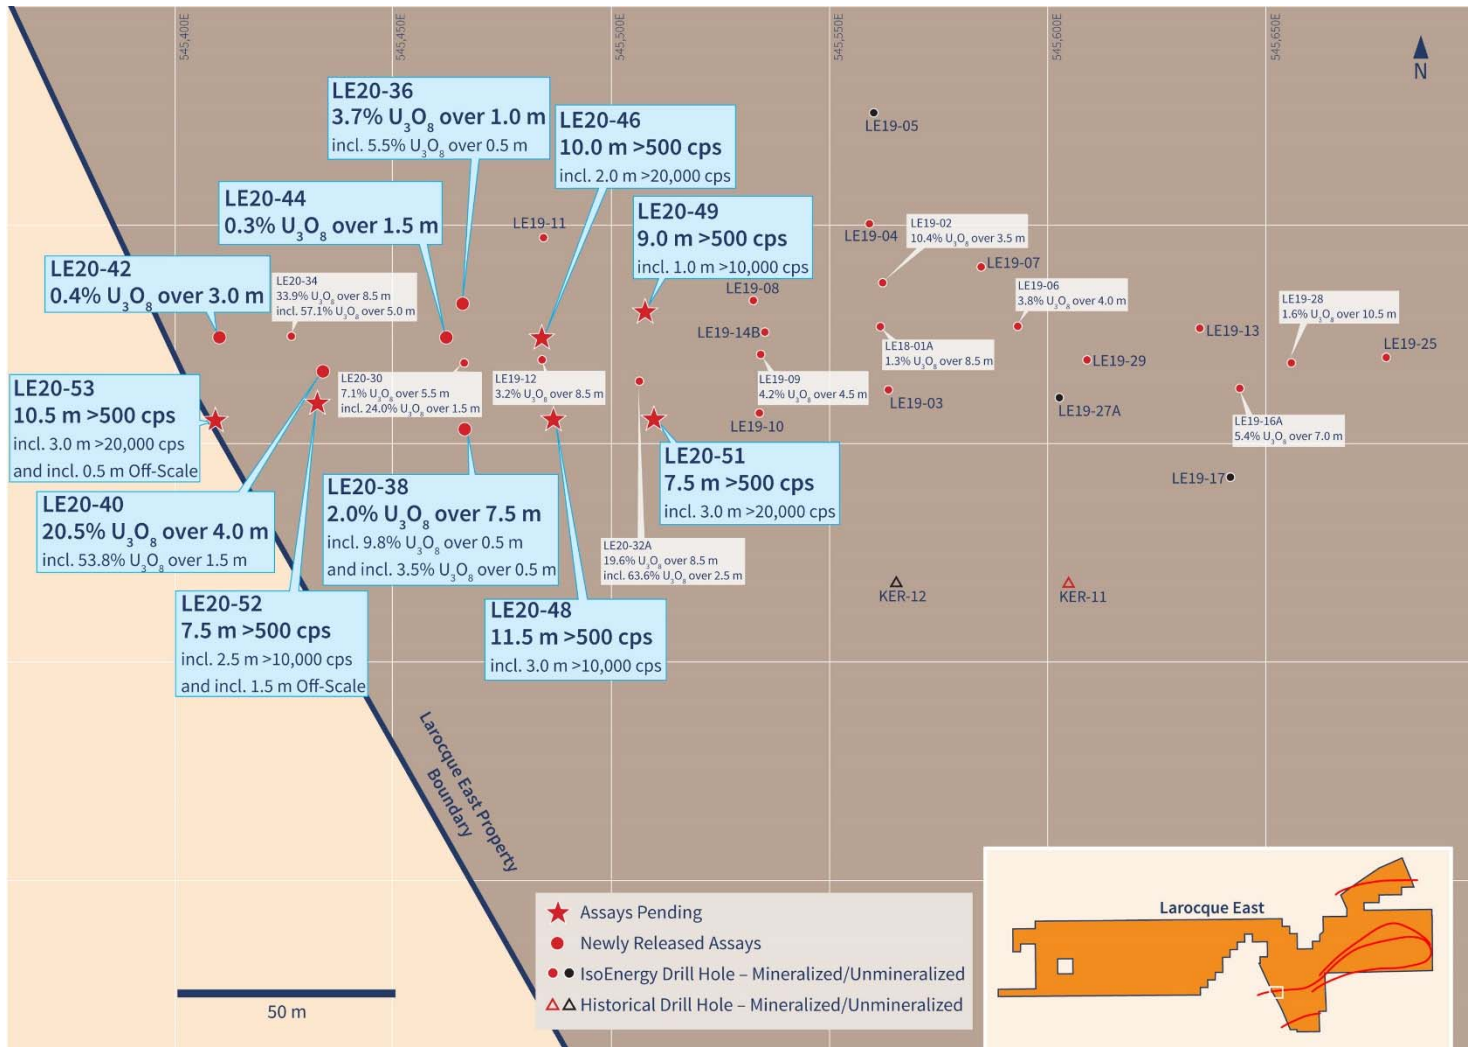 545,400E
545,450E
545,500E
545,550E
545,600E
545,650E
N
LE20-36
3.7% U₃O₈ over 1.0 m
incl. 5.5% U₃O₈ over 0.5 m
LE20-46
10.0 m >500 cps
incl. 2.0 m >20,000 cps
LE19-05
LE20-44
0.3% U₃O₈ over 1.5 m
LE19-11
LE20-49
9.0 m >500 cps
incl. 1.0 m >10,000 cps
LE19-04
LE19-02
10.4% U₃O₈ over 3.5 m
LE20-42
0.4% U₃O₈ over 3.0 m
LE20-34
33.9% U₃O₈ over 8.5 m
incl. 57.1% U₃O₈ over 5.0 m
LE19-08
LE19-07
LE19-06
3.8% U₃O₈ over 4.0 m
LE19-28
1.6% U₃O₈ over 10.5 m
LE19-14B
LE18-01A
1.3% U₃O₈ over 8.5 m
LE19-13
LE19-25
LE19-29
LE20-53
10.5 m >500 cps
incl. 3.0 m >20,000 cps
and incl. 0.5 m Off-Scale
LE20-30
7.1% U₃O₈ over 5.5 m
incl. 24.0% U₃O₈ over 1.5 m
LE19-12
3.2% U₃O₈ over 8.5 m
LE19-09
4.2% U₃O₈ over 4.5 m
LE19-10
LE19-03
LE19-27A
LE19-16A
5.4% U₃O₈ over 7.0 m
LE20-51
7.5 m >500 cps
incl. 3.0 m >20,000 cps
LE19-17
LE20-40
20.5% U₃O₈ over 4.0 m
incl. 53.8% U₃O₈ over 1.5 m
LE20-38
2.0% U₃O₈ over 7.5 m
incl. 9.8% U₃O₈ over 0.5 m
and incl. 3.5% U₃O₈ over 0.5 m
LE20-32A
19.6% U₃O₈ over 8.5 m
incl. 63.6% U₃O₈ over 2.5 m
KER-12
KER-11
LE20-52
7.5 m >500 cps
incl. 2.5 m >10,000 cps
and incl. 1.5 m Off-Scale
LE20-48
11.5 m >500 cps
incl. 3.0 m >10,000 cps
Larocque East Property
Boundary
Assays Pending
Newly Released Assays
IsoEnergy Drill Hole – Mineralized/Unmineralized
Historical Drill Hole – Mineralized/Unmineralized
50 m
Larocque East